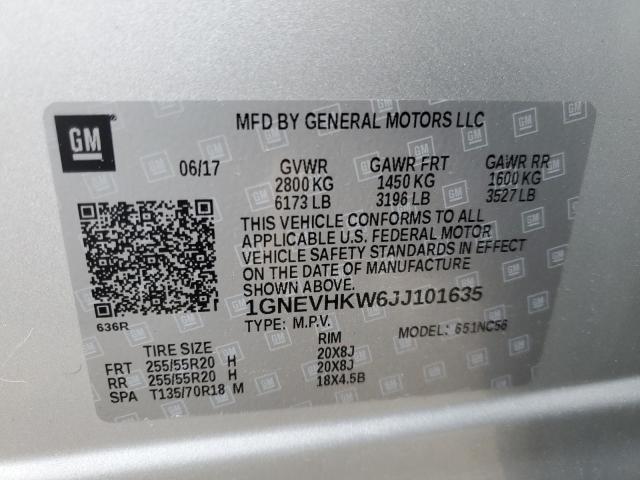 GM
MFD BY GENERAL MOTORS LLC
06/17 GVWR GAWR FRT GAWR RR
2800 KG 1450 KG 1600 KG
6173 LB 3196 LB 3527 LB
THIS VEHICLE CONFORMS TO ALL
APPLICABLE U.S. FEDERAL MOTOR
VEHICLE SAFETY STANDARDS IN EFFECT
ON THE DATE OF MANUFACTURE
SHOWN ABOVE.
1GNEVHKW6JJ101635
636R
TYPE: M.P.V. MODEL: 651NC56
TIRE SIZE RIM
FRT 255/55R20 H 20X8J
RR 255/55R20 H 20X8J
SPA T135/70R18 M 18X4.5B